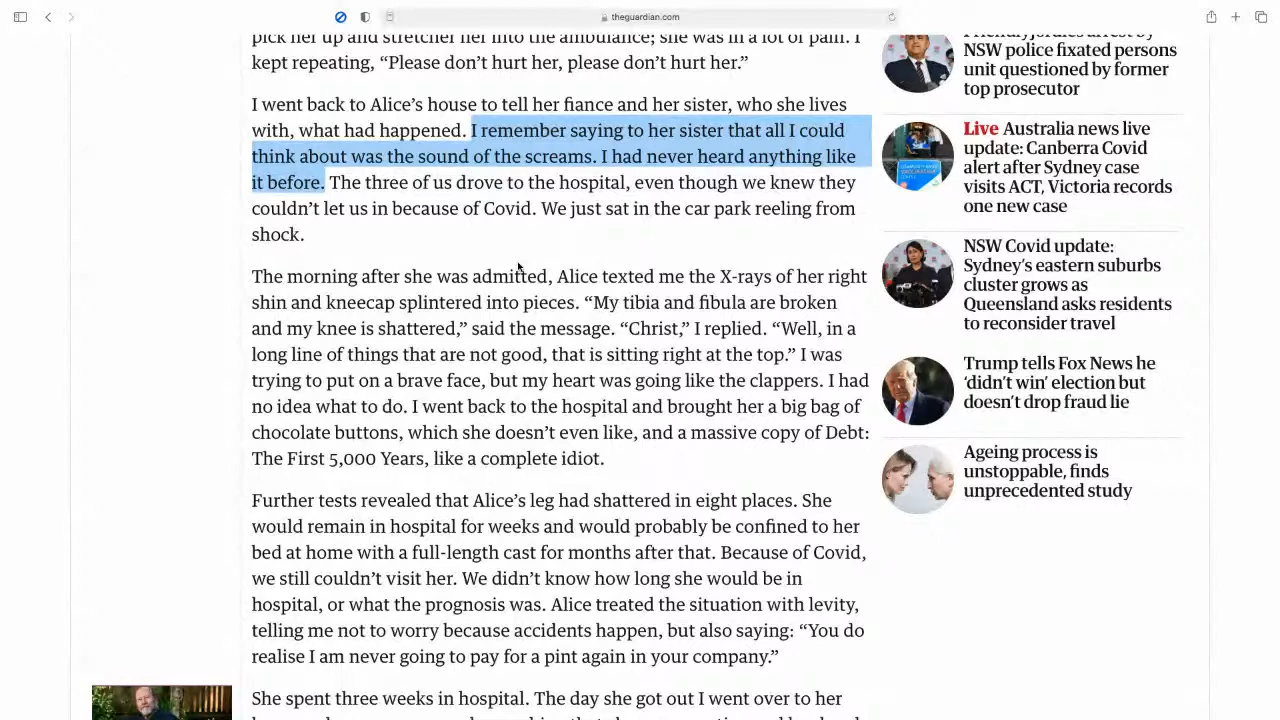 theguardian.com
pick her up and stretcher her into the ambulance; she was in a lot of pain. I
kept repeating, “Please don’t hurt her, please don’t hurt her.”
I went back to Alice’s house to tell her fiance and her sister, who she lives
with, what had happened. I remember saying to her sister that all I could
think about was the sound of the screams. I had never heard anything like
it before. The three of us drove to the hospital, even though we knew they
couldn’t let us in because of Covid. We just sat in the car park reeling from
shock.
The morning after she was admitted, Alice texted me the X-rays of her right
shin and kneecap splintered into pieces. “My tibia and fibula are broken
and my knee is shattered,” said the message. “Christ,” I replied. “Well, in a
long line of things that are not good, that is sitting right at the top.” I was
trying to put on a brave face, but my heart was going like the clappers. I had
no idea what to do. I went back to the hospital and brought her a big bag of
chocolate buttons, which she doesn’t even like, and a massive copy of Debt:
The First 5,000 Years, like a complete idiot.
Further tests revealed that Alice’s leg had shattered in eight places. She
would remain in hospital for weeks and would probably be confined to her
bed at home with a full-length cast for months after that. Because of Covid,
we still couldn’t visit her. We didn’t know how long she would be in
hospital, or what the prognosis was. Alice treated the situation with levity,
telling me not to worry because accidents happen, but also saying: “You do
realise I am never going to pay for a pint again in your company.”
She spent three weeks in hospital. The day she got out I went over to her
Friendlyjordies arrest by
NSW police fixated persons
unit questioned by former
top prosecutor
Live Australia news live
update: Canberra Covid
alert after Sydney case
visits ACT, Victoria records
one new case
NSW Covid update:
Sydney’s eastern suburbs
cluster grows as
Queensland asks residents
to reconsider travel
Trump tells Fox News he
‘didn’t win’ election but
doesn’t drop fraud lie
Ageing process is
unstoppable, finds
unprecedented study